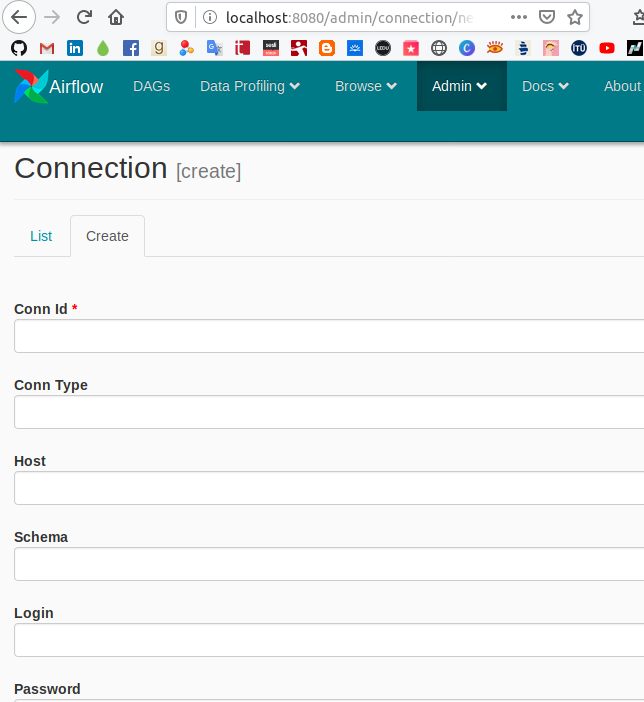 localhost:8080/admin/connection/ne
Airflow DAGs Data Profiling Browse Admin Docs About
Connection [create]
List Create
Conn Id *
Conn Type
Host
Schema
Login
Password